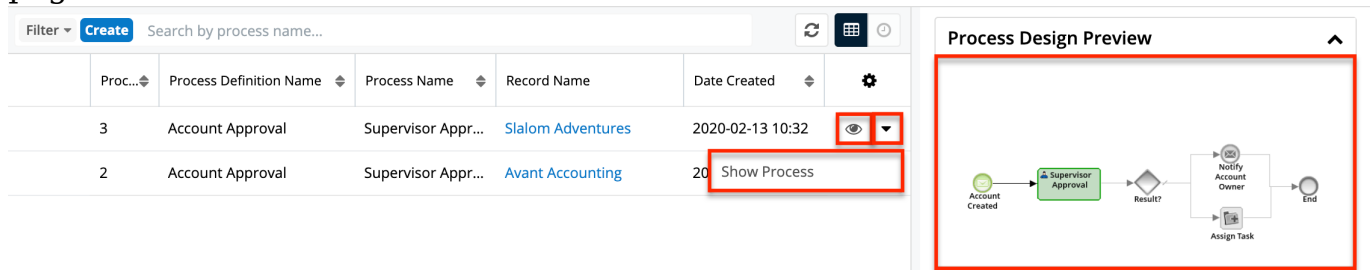 Filter Create Search by process name...
Process Design Preview
Proc... Process Definition Name Process Name Record Name Date Created
3 Account Approval Supervisor Appr... Slalom Adventures 2020-02-13 10:32
2 Account Approval Supervisor Appr... Avant Accounting 20 Show Process
Account
Created
Supervisor
Approval
Result?
Notify
Account
Owner
Assign Task
End